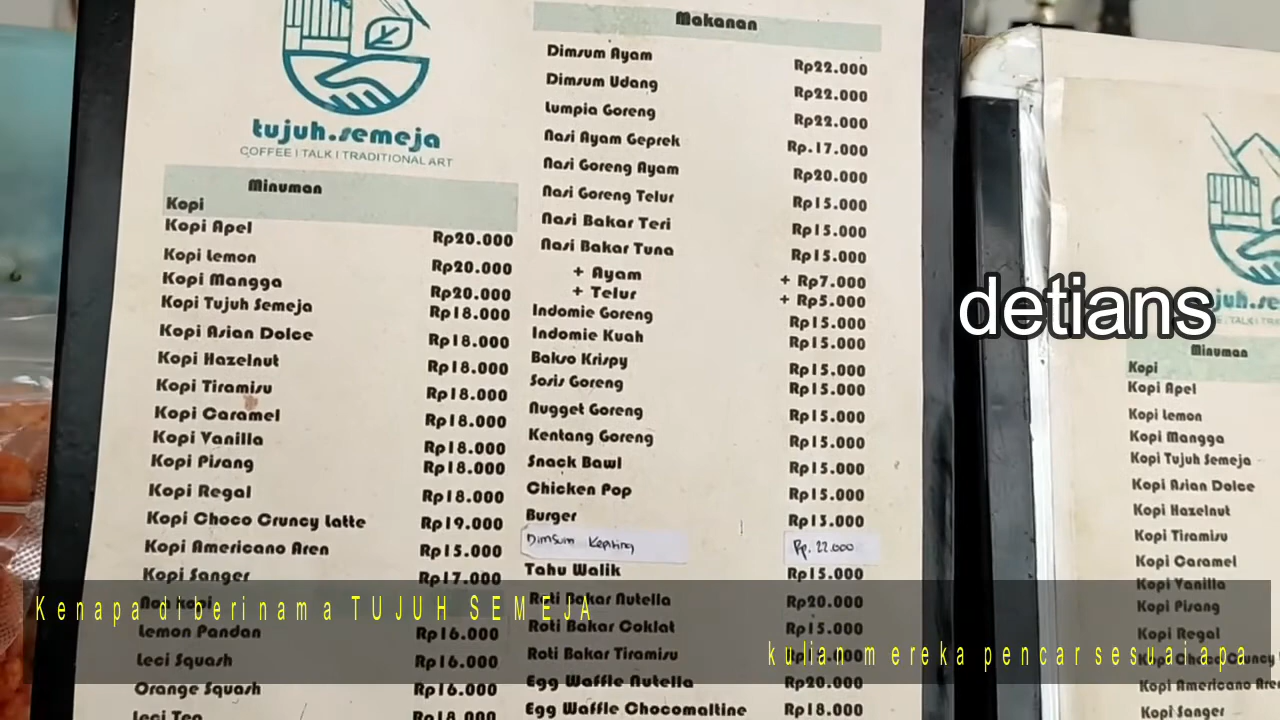 tujuh.semeja
COFFEE | TALK | TRADITIONAL ART
Minuman
Kopi
Kopi Apel Rp20.000
Kopi Lemon Rp20.000
Kopi Mangga Rp20.000
Kopi Tujuh Semeja Rp18.000
Kopi Asian Dolce Rp18.000
Kopi Hazelnut Rp18.000
Kopi Tiramisu Rp18.000
Kopi Caramel Rp18.000
Kopi Vanilla Rp18.000
Kopi Pisang Rp18.000
Kopi Regal Rp18.000
Kopi Choco Cruncy Latte Rp19.000
Kopi Americano Aren Rp15.000
Kopi Sanger Rp17.000
Non kopi
Lemon Pandan Rp16.000
Leci Squash Rp16.000
Orange Squash Rp16.000
Leci Tea Rp18.000
Makanan
Dimsum Ayam Rp22.000
Dimsum Udang Rp22.000
Lumpia Goreng Rp22.000
Nasi Ayam Geprek Rp.17.000
Nasi Goreng Ayam Rp20.000
Nasi Goreng Telur Rp15.000
Nasi Bakar Teri Rp15.000
Nasi Bakar Tuna Rp15.000
+ Ayam + Rp7.000
+ Telur + Rp5.000
Indomie Goreng Rp15.000
Indomie Kuah Rp15.000
Bakso Krispy Rp15.000
Sosis Goreng Rp15.000
Nugget Goreng Rp15.000
Kentang Goreng Rp15.000
Snack Bawl Rp15.000
Chicken Pop Rp15.000
Burger Rp15.000
Dimsum Kepiting Rp. 22.000
Tahu Walik Rp15.000
Roti Bakar Nutella Rp20.000
Roti Bakar Coklat Rp15.000
Roti Bakar Tiramisu
Egg Waffle Nutella Rp20.000
Egg Waffle Chocomaltine Rp18.000
detians
Minuman
Kopi
Kopi Apel
Kopi Lemon
Kopi Mangga
Kopi Tujuh Semeja
Kopi Asian Dolce
Kopi Hazelnut
Kopi Tiramisu
Kopi Caramel
Kopi Vanilla
Kopi Pisang
Kopi Regal
Kopi Choco Cruncy
Kopi Americano Aren
Kopi Sanger
Kenapa diberi nama TUJUH SEMEJA
kuliah mereka pencar sesuai apa